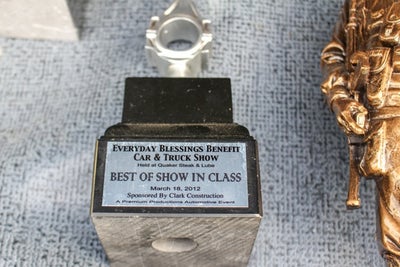 Everyday Blessings Benefit
Car & Truck Show
Held at Quaker Steak & Lube
BEST OF SHOW IN CLASS
March 18, 2012
Sponsored By Clark Construction
A Premium Productions Automotive Event